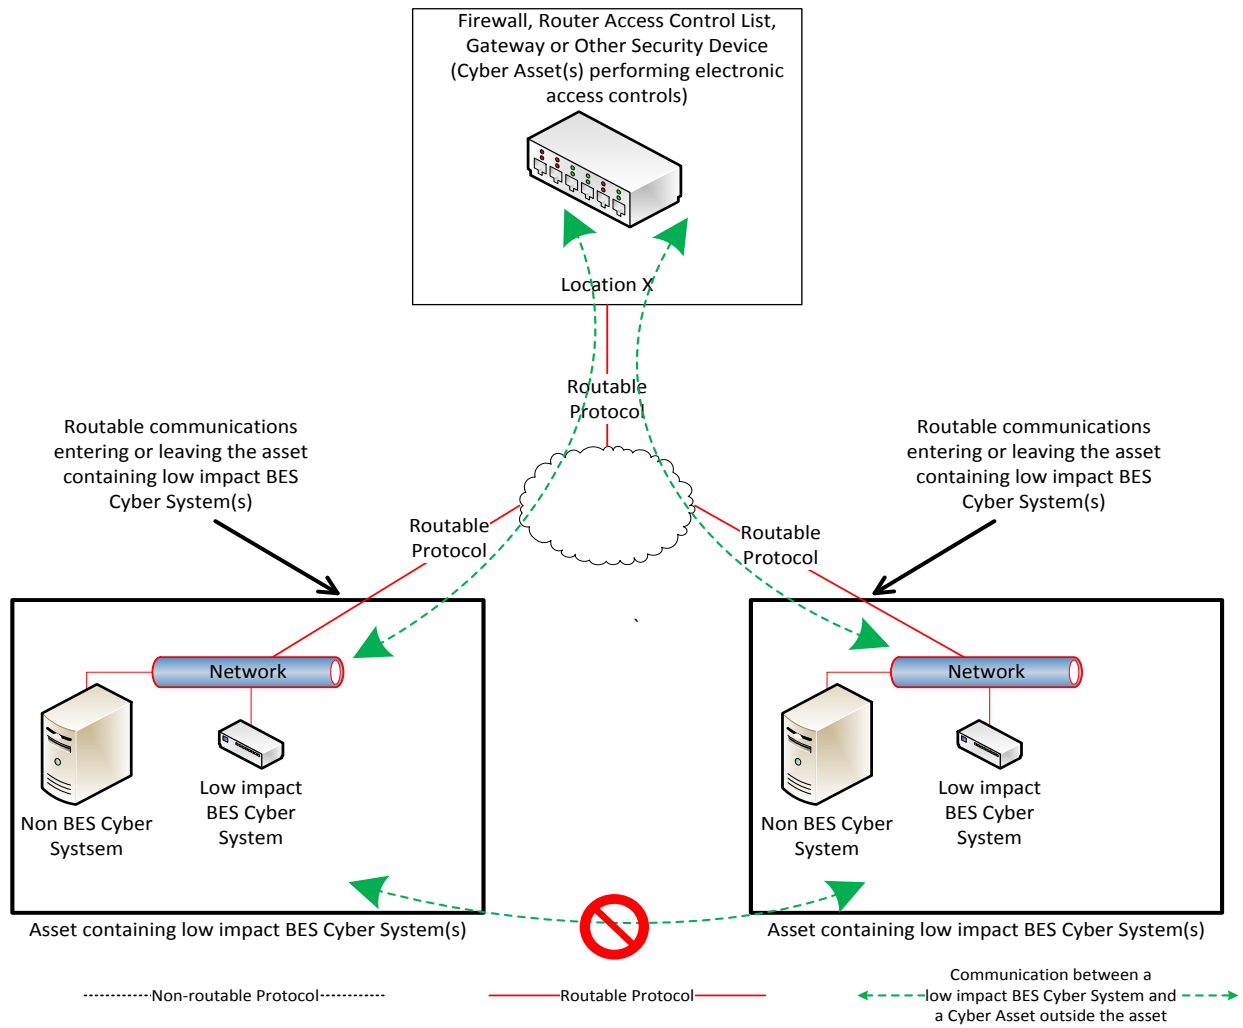 Firewall, Router Access Control List,
Gateway or Other Security Device
(Cyber Asset(s) performing electronic
access controls)
Location X
Routable
Protocol
Routable communications
entering or leaving the asset
containing low impact BES
Cyber System(s)
Routable communications
entering or leaving the asset
containing low impact BES
Cyber System(s)
Routable
Protocol
Routable
Protocol
Network
Non BES Cyber
Systsem
Low impact
BES Cyber
System
Network
Non BES Cyber
System
Low impact
BES Cyber
System
Asset containing low impact BES Cyber System(s)
Asset containing low impact BES Cyber System(s)
Non-routable Protocol
Routable Protocol
Communication between a
low impact BES Cyber System and
a Cyber Asset outside the asset